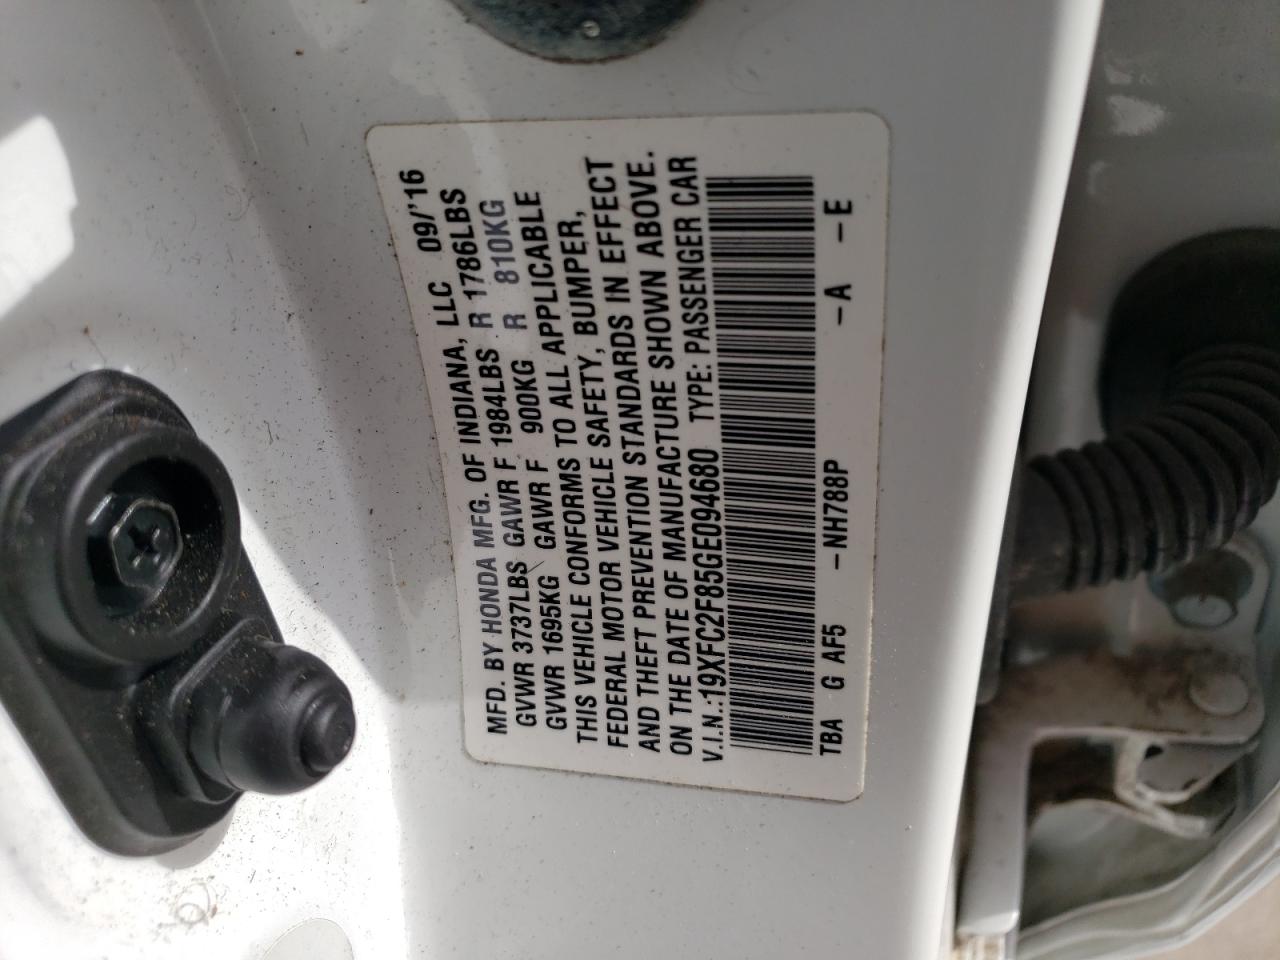 MFD. BY HONDA MFG. OF INDIANA, LLC 09/'16
GVWR 3737LBS GAWR F 1984LBS R 1786LBS
GVWR 1695KG GAWR F 900KG R 810KG
THIS VEHICLE CONFORMS TO ALL APPLICABLE
FEDERAL MOTOR VEHICLE SAFETY, BUMPER,
AND THEFT PREVENTION STANDARDS IN EFFECT
ON THE DATE OF MANUFACTURE SHOWN ABOVE.
V.I.N.:19XFC2F85GE094680 TYPE: PASSENGER CAR
TBA G AF5 -NH788P -A -E